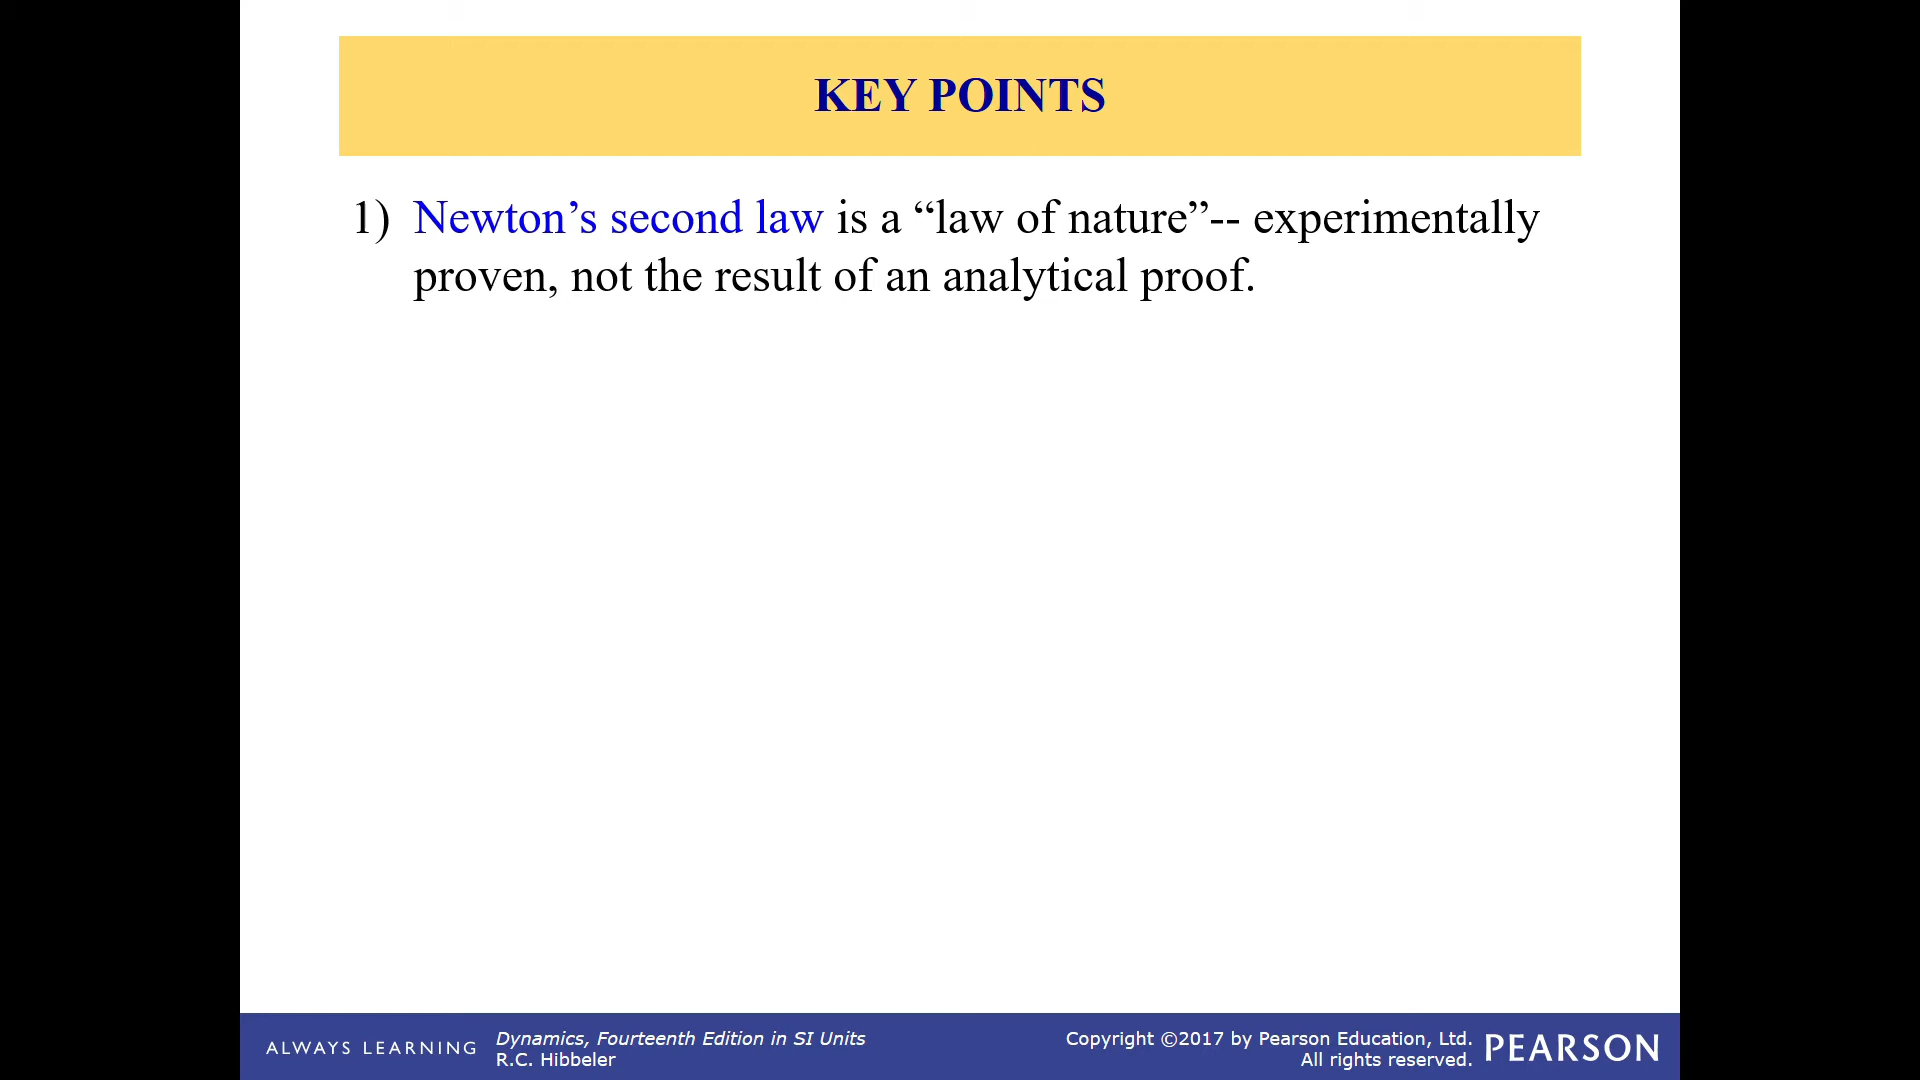 KEY POINTS
1) Newton’s second law is a “law of nature”-- experimentally
proven, not the result of an analytical proof.
ALWAYS LEARNING
Dynamics, Fourteenth Edition in SI Units
R.C. Hibbeler
Copyright ©2017 by Pearson Education, Ltd.
All rights reserved.
PEARSON